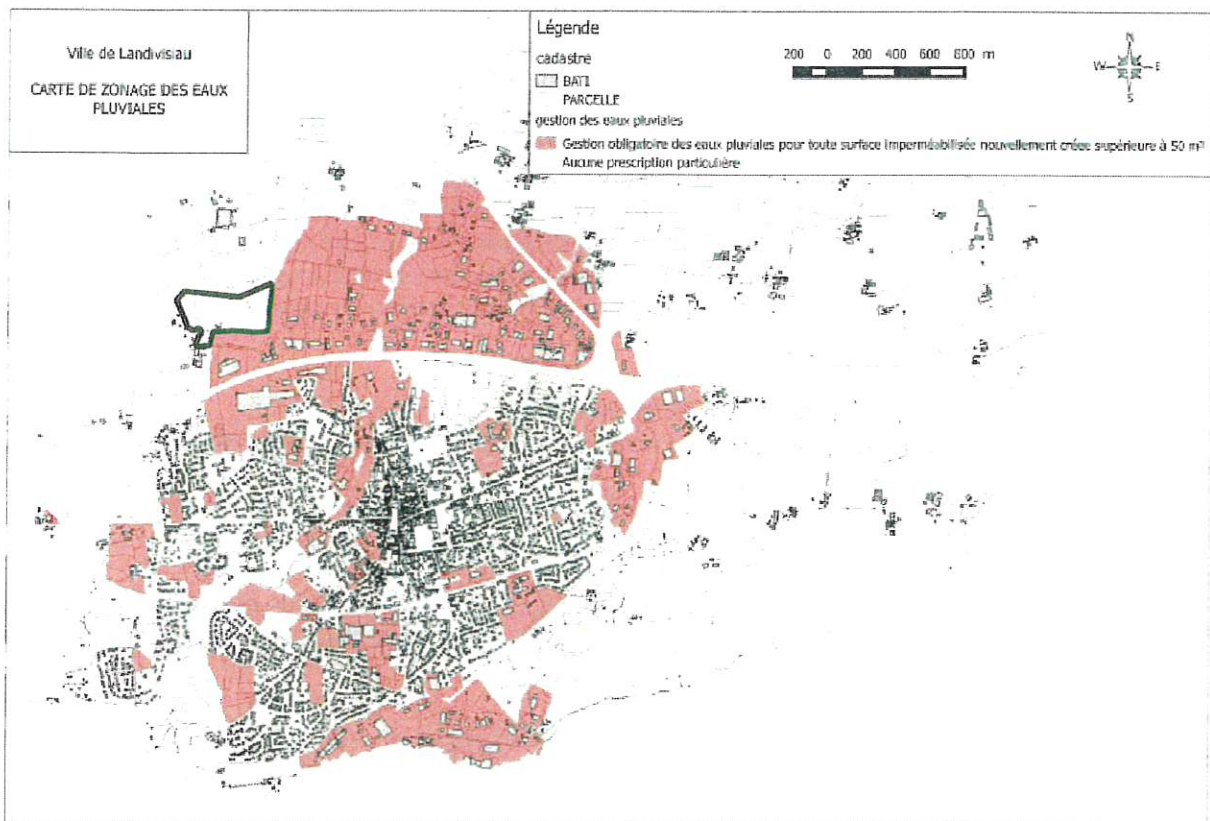 Ville de Landivisiau
CARTE DE ZONAGE DES EAUX
PLUVIALES
Légende
cadastre
BATI
PARCELLE
gestion des eaux pluviales
Gestion obligatoire des eaux pluviales pour toute surface imperméabilisée nouvellement créee supérieure à 50 m²
Aucune prescription particulière
200 0 200 400 600 800 m
N
W E
S